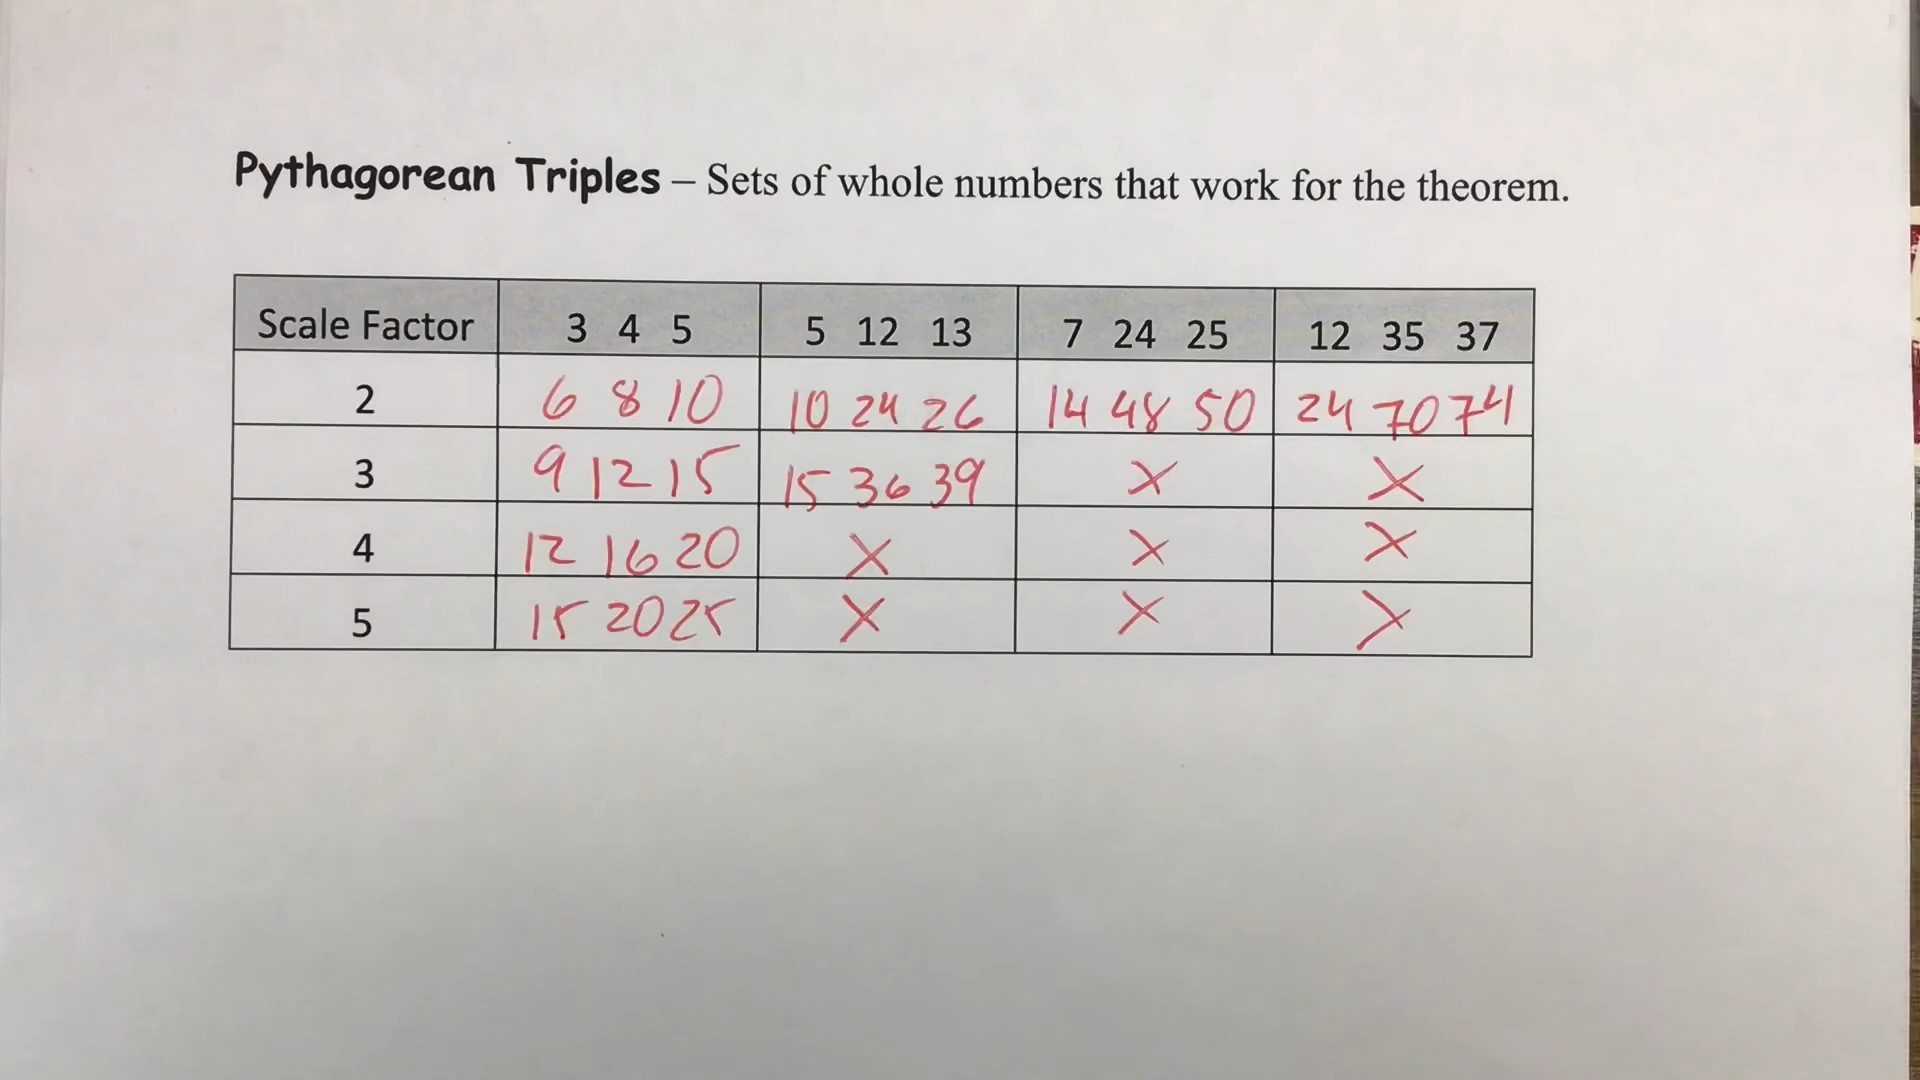 Pythagorean Triples – Sets of whole numbers that work for the theorem.
Scale Factor 3 4 5 5 12 13 7 24 25 12 35 37
2 6 8 10 10 24 26 14 48 50 24 70 74
3 9 12 15 15 36 39 X X
4 12 16 20 X X X
5 15 20 25 X X X